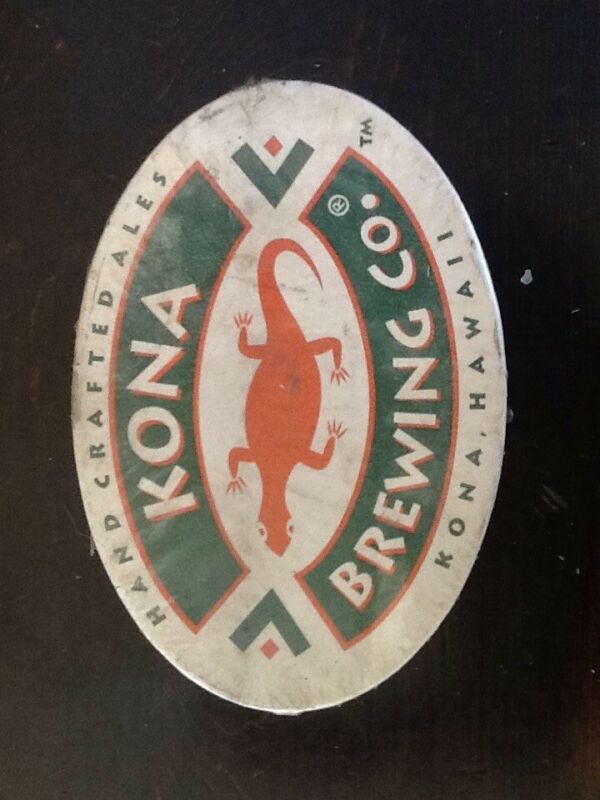 HAND CRAFTED ALES
KONA
BREWING CO.®
KONA, HAWAII
TM